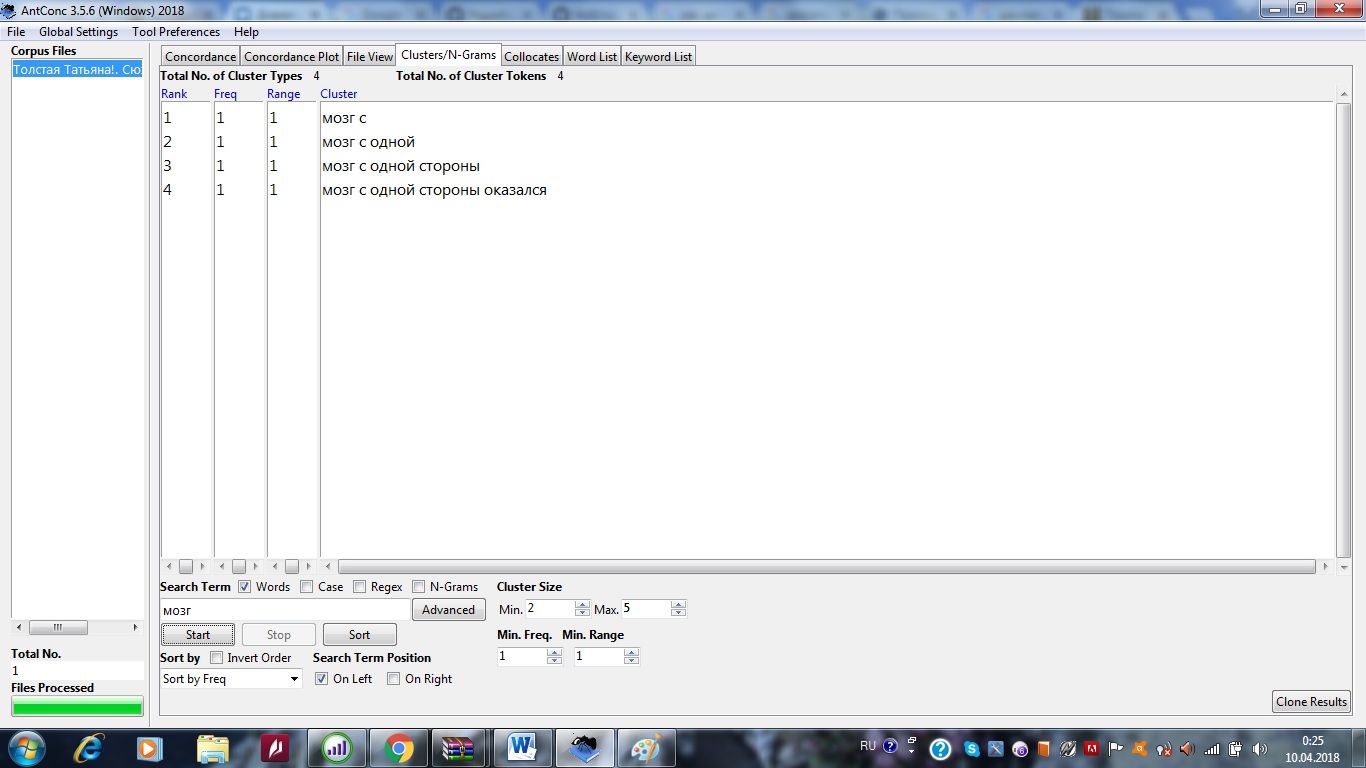 AntConc 3.5.6 (Windows) 2018
File Global Settings Tool Preferences Help
Corpus Files
Толстая Татьяна!. Сю
Total No.
1
Files Processed
Concordance Concordance Plot File View Clusters/N-Grams Collocates Word List Keyword List
Total No. of Cluster Types 4 Total No. of Cluster Tokens 4
Rank Freq Range Cluster
1 1 1 мозг с
2 1 1 мозг с одной
3 1 1 мозг с одной стороны
4 1 1 мозг с одной стороны оказался
Search Term Words Case Regex N-Grams Cluster Size
мозг Advanced Min. 2 Max. 5
Start Stop Sort Min. Freq. Min. Range
Sort by Invert Order Search Term Position 1 1
Sort by Freq On Left On Right
Clone Results
RU 0:25
10.04.2018